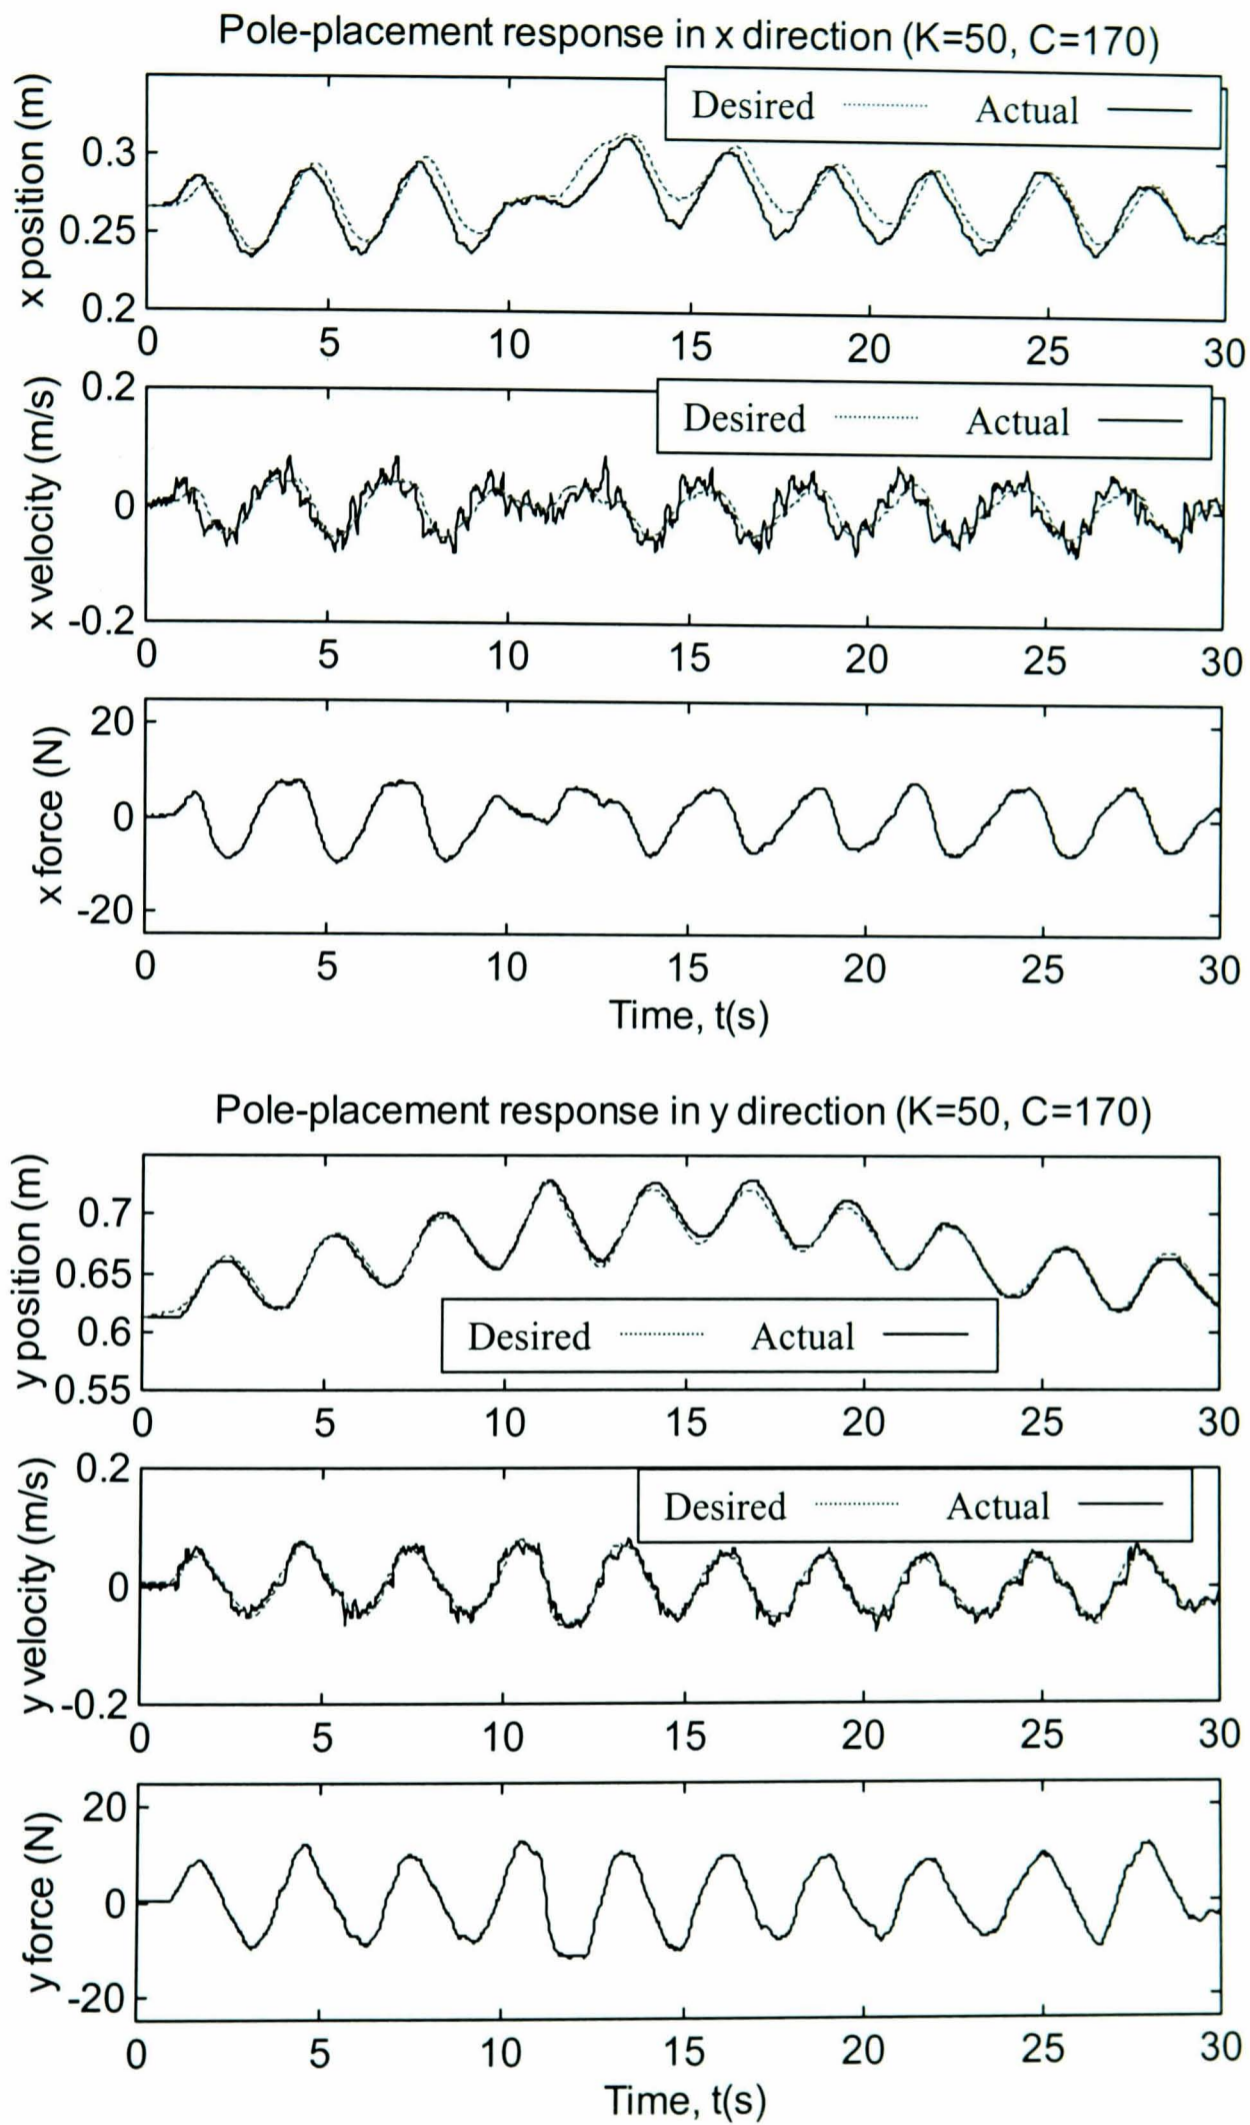 Pole-placement response in x direction (K=50, C=170)
x position (m)
0.3
0.25
0.2
Desired Actual
0 5 10 15 20 25 30
x velocity (m/s)
0.2
0
-0.2
Desired Actual
0 5 10 15 20 25 30
x force (N)
20
0
-20
0 5 10 15 20 25 30
Time, t(s)
Pole-placement response in y direction (K=50, C=170)
y position (m)
0.7
0.65
0.6
0.55
Desired Actual
0 5 10 15 20 25 30
y velocity (m/s)
0.2
0
-0.2
Desired Actual
0 5 10 15 20 25 30
y force (N)
20
0
-20
0 5 10 15 20 25 30
Time, t(s)